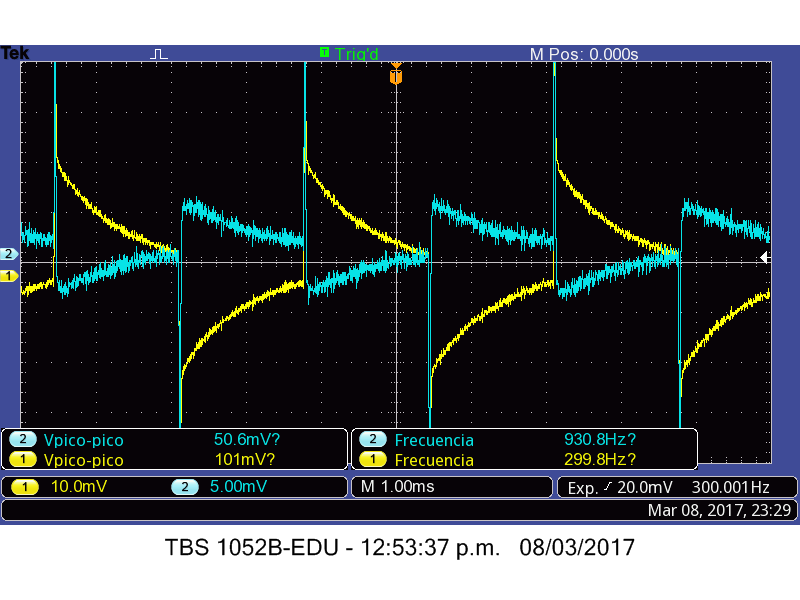 Tek Trig'd M Pos: 0.000s
T
2
1
2 Vpico-pico 50.6mV? 2 Frecuencia 930.8Hz?
1 Vpico-pico 101mV? 1 Frecuencia 299.8Hz?
1 10.0mV 2 5.00mV M 1.00ms Exp. 20.0mV 300.001Hz
Mar 08, 2017, 23:29
TBS 1052B-EDU - 12:53:37 p.m. 08/03/2017